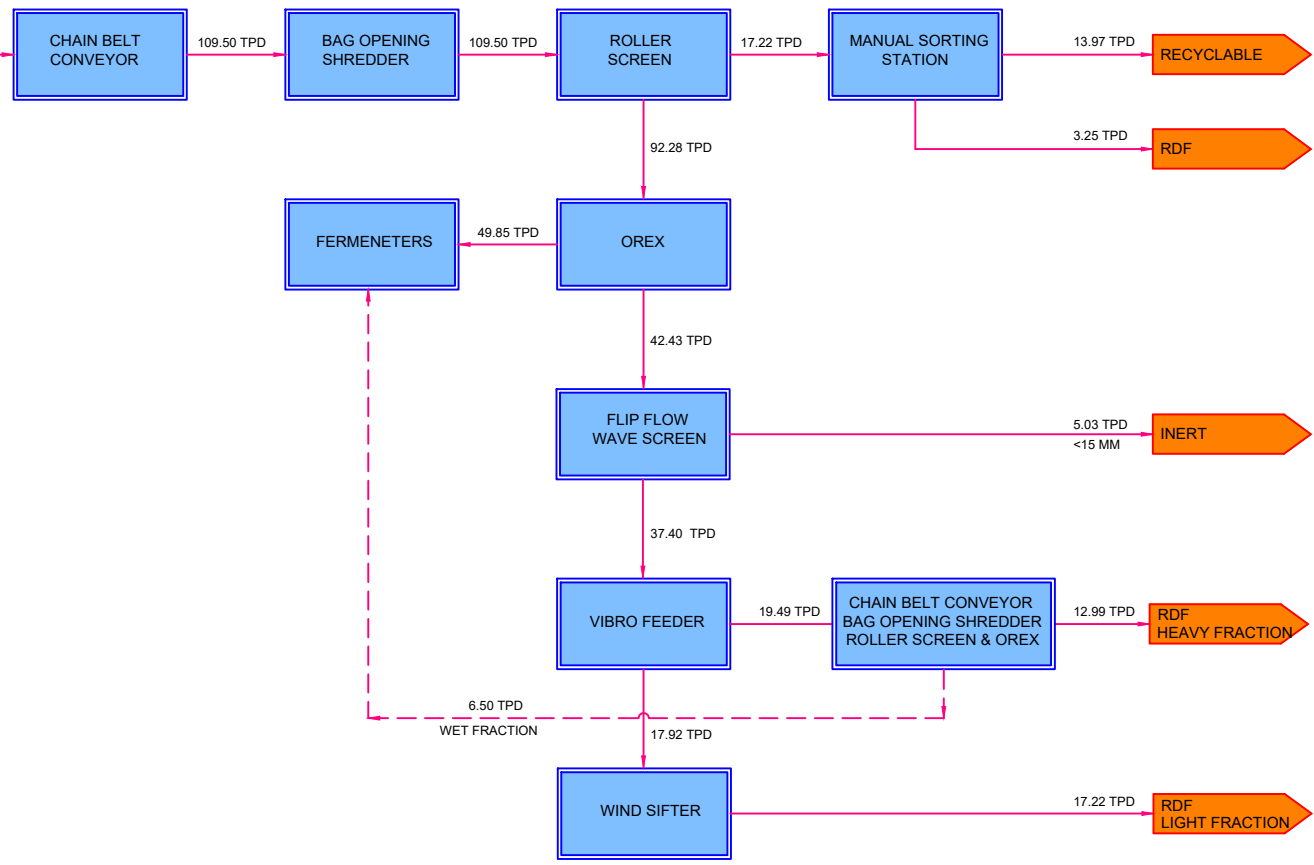 CHAIN BELT
CONVEYOR
109.50 TPD
BAG OPENING
SHREDDER
109.50 TPD
ROLLER
SCREEN
17.22 TPD
MANUAL SORTING
STATION
13.97 TPD
RECYCLABLE
92.28 TPD
3.25 TPD
RDF
FERMENETERS
49.85 TPD
OREX
42.43 TPD
FLIP FLOW
WAVE SCREEN
5.03 TPD
<15 MM
INERT
37.40 TPD
VIBRO FEEDER
19.49 TPD
CHAIN BELT CONVEYOR
BAG OPENING SHREDDER
ROLLER SCREEN & OREX
12.99 TPD
RDF
HEAVY FRACTION
6.50 TPD
WET FRACTION
17.92 TPD
WIND SIFTER
17.22 TPD
RDF
LIGHT FRACTION